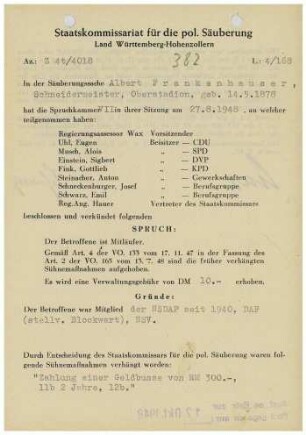 Staatskommissariat für die pol. Säuberung
Land Württemberg-Hohenzollern
Az.: 3 46/4018
382
L: 4/168
In der Säuberungssache Albert Frankenhauser,
Schneidermeister, Oberstadion, geb. 14.5.1878
hat die Spruchkammer VII in ihrer Sitzung am 27.8.1948, an welcher
teilgenommen haben:
Regierungsassessor Wax Vorsitzender
Uhl, Eugen Beisitzer — CDU
Musch, Alois „ — SPD
Einstein, Sigbert „ — DVP
Fink, Gottlieb „ — KPD
Steinacher, Anton „ — Gewerkschaften
Schneckenburger, Josef „ — Berufsgruppe
Schwarz, Emil „ — Berufsgruppe
Reg.Ang. Hauer Vertreter des Staatskommissars
beschlossen und verkündet folgenden
SPRUCH:
Der Betroffene ist Mitläufer.
Gemäß Art. 4 der VO. 133 vom 17. 11. 47 in der Fassung des
Art. 2 der VO. 165 vom 13. 7. 48 sind die früher verhängten
Sühnemaßnahmen aufgehoben.
Es wird eine Verwaltungsgebühr von DM 10.- erhoben.
Gründe:
Der Betroffene war Mitglied der NSDAP seit 1940, DAF
(stellv. Blockwart), NSV.
Durch Entscheidung des Staatskommissars für die pol. Säuberung waren fol-
gende Sühnemaßnahmen verhängt worden:
"Zahlung einer Geldbusse von RM 300.-,
11b 2 Jahre, 12b."
12. OKT. 1948